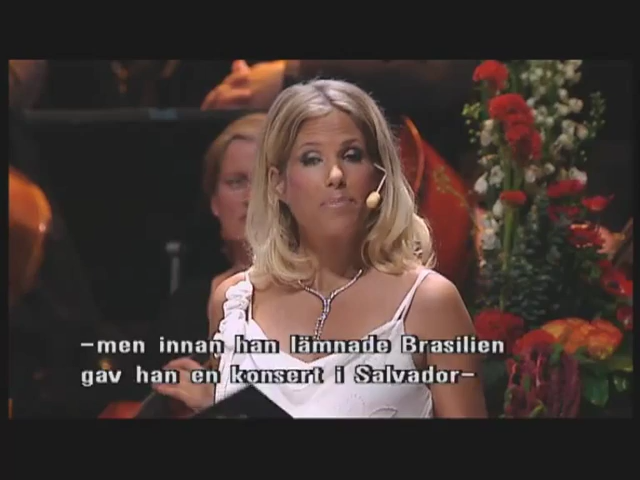 -men innan han lämnade Brasilien
gav han en konsert i Salvador-